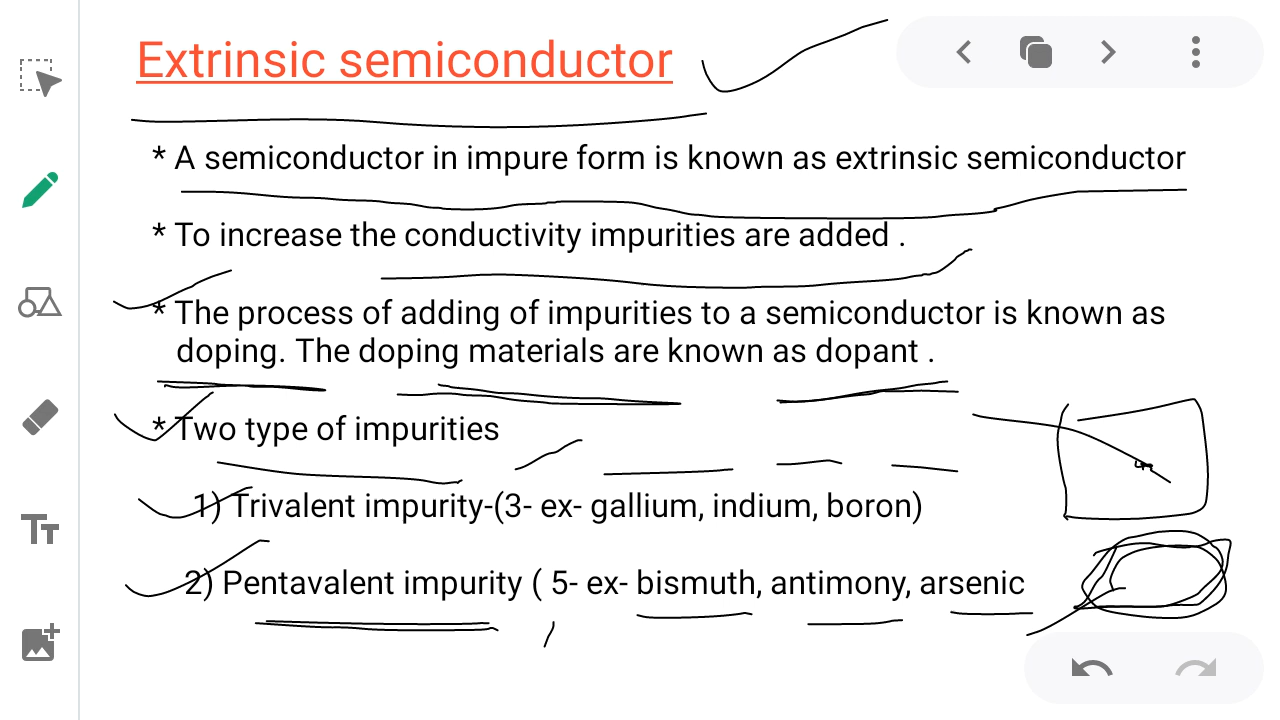 Extrinsic semiconductor
* A semiconductor in impure form is known as extrinsic semiconductor
* To increase the conductivity impurities are added .
* The process of adding of impurities to a semiconductor is known as
doping. The doping materials are known as dopant .
* Two type of impurities
1) Trivalent impurity-(3- ex- gallium, indium, boron)
2) Pentavalent impurity ( 5- ex- bismuth, antimony, arsenic